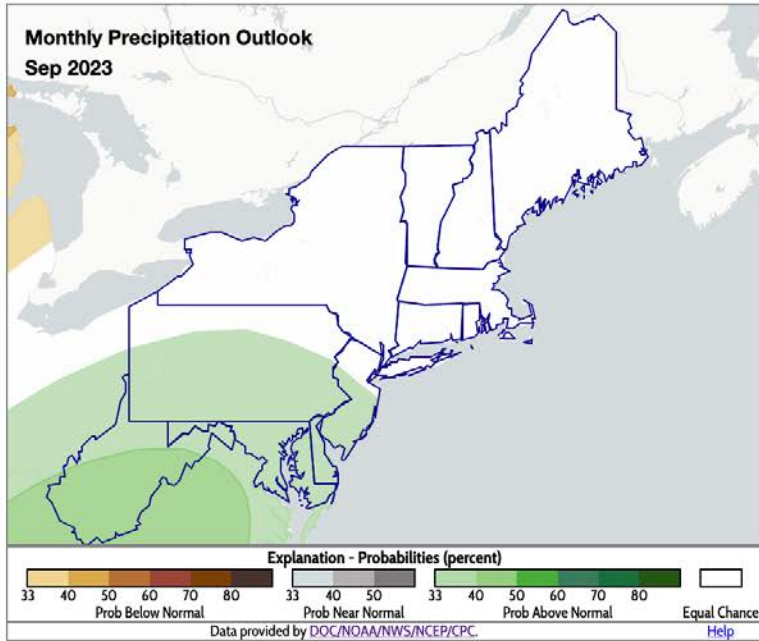 Monthly Precipitation Outlook
Sep 2023
Explanation - Probabilities (percent)
33 40 50 60 70 80 33 40 50 33 40 50 60 70 80
Prob Below Normal Prob Near Normal Prob Above Normal Equal Chance
Data provided by DOC/NOAA/NWS/NCEP/CPC. Help